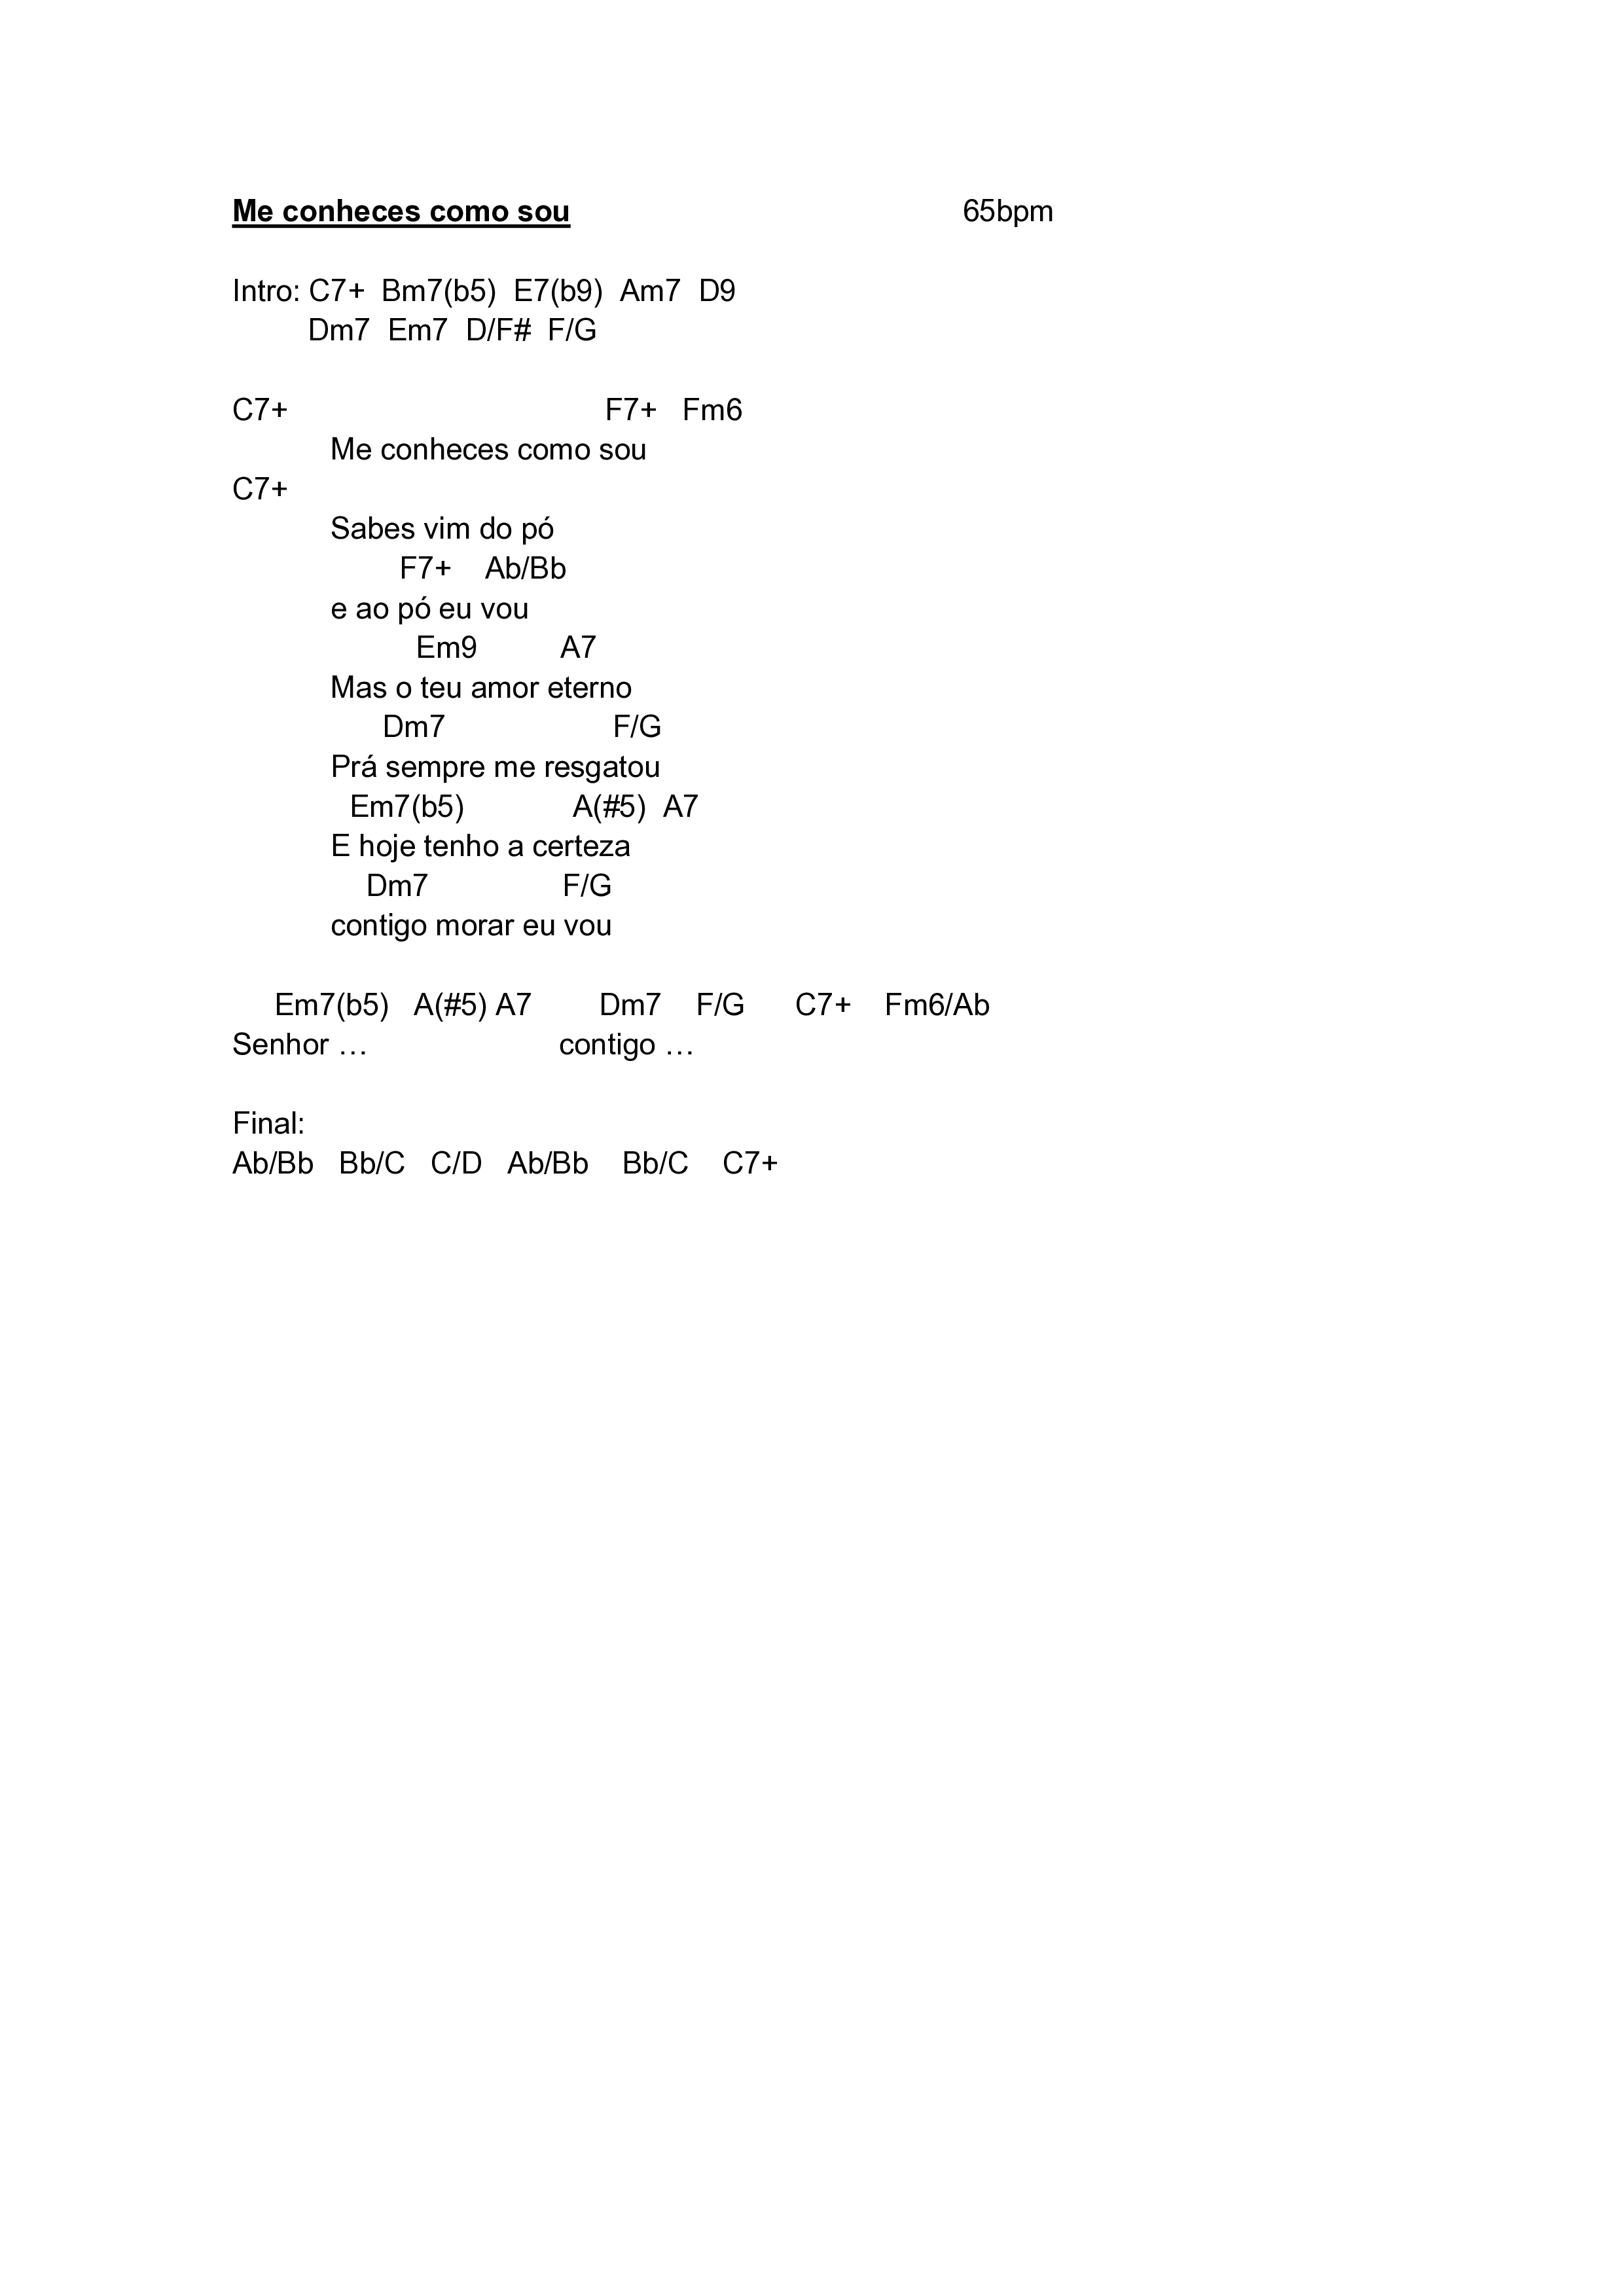 Me conheces como sou 65bpm
Intro: C7+ Bm7(b5) E7(b9) Am7 D9
Dm7 Em7 D/F# F/G
C7+ F7+ Fm6
Me conheces como sou
C7+
Sabes vim do pó
F7+ Ab/Bb
e ao pó eu vou
Em9 A7
Mas o teu amor eterno
Dm7 F/G
Prá sempre me resgatou
Em7(b5) A(#5) A7
E hoje tenho a certeza
Dm7 F/G
contigo morar eu vou
Em7(b5) A(#5) A7 Dm7 F/G C7+ Fm6/Ab
Senhor … contigo …
Final:
Ab/Bb Bb/C C/D Ab/Bb Bb/C C7+